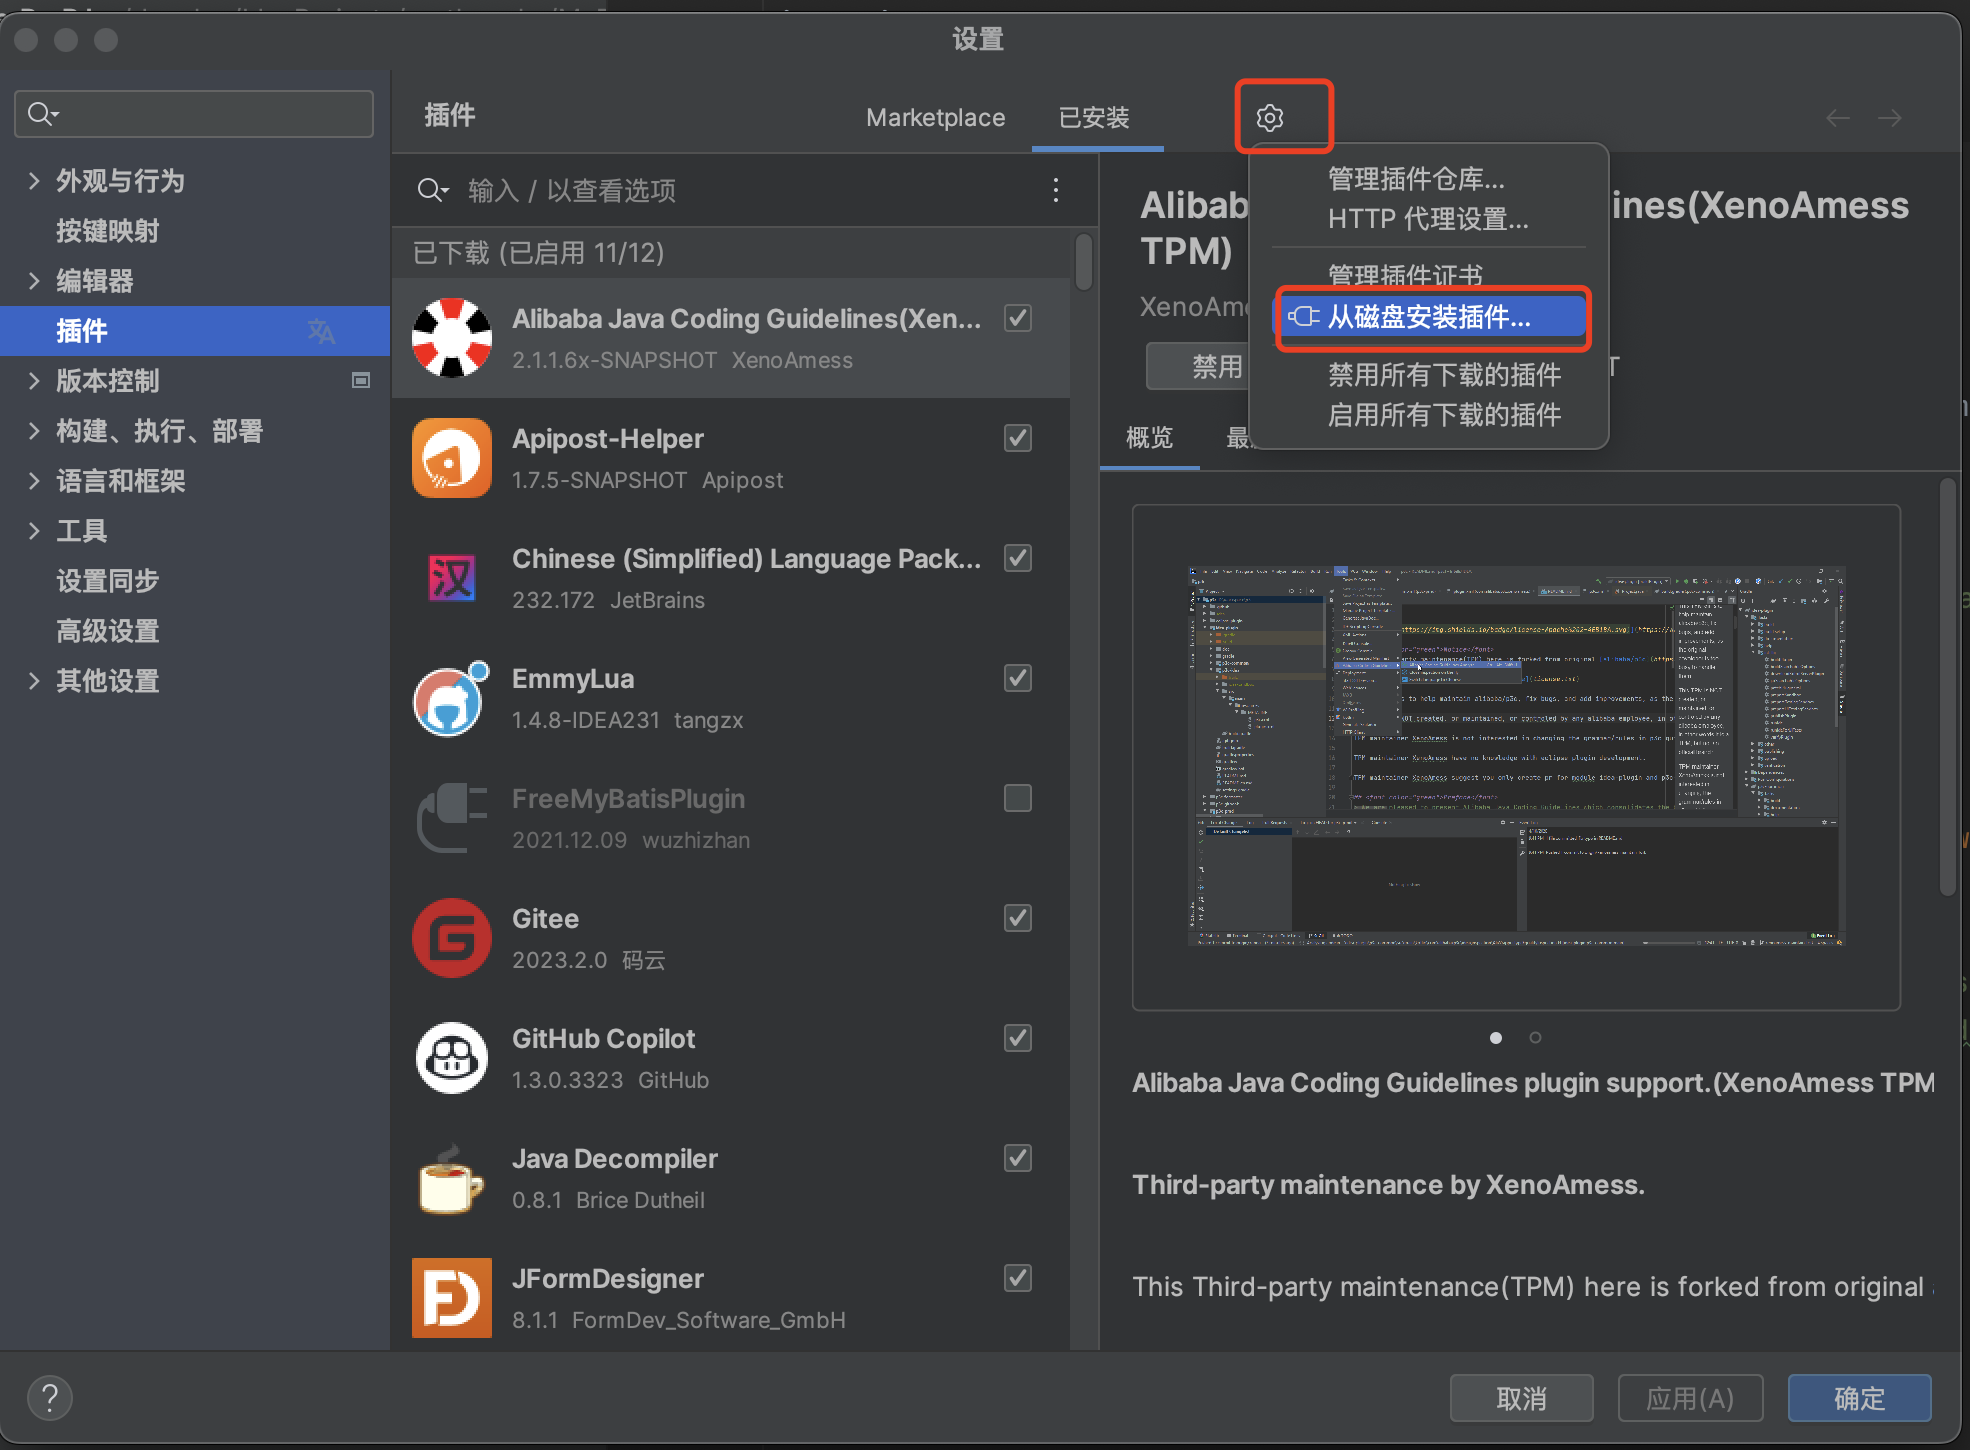 设置
外观与行为
按键映射
编辑器
插件
版本控制
构建、执行、部署
语言和框架
工具
设置同步
高级设置
其他设置
插件
Marketplace
已安装
输入 / 以查看选项
已下载 (已启用 11/12)
Alibaba Java Coding Guidelines(Xen...
2.1.1.6x-SNAPSHOT XenoAmess
Apipost-Helper
1.7.5-SNAPSHOT Apipost
汉
Chinese (Simplified) Language Pack...
232.172 JetBrains
EmmyLua
1.4.8-IDEA231 tangzx
FreeMyBatisPlugin
2021.12.09 wuzhizhan
Gitee
2023.2.0 码云
GitHub Copilot
1.3.0.3323 GitHub
Java Decompiler
0.8.1 Brice Dutheil
JFormDesigner
8.1.1 FormDev_Software_GmbH
管理插件仓库...
HTTP 代理设置...
管理插件证书
从磁盘安装插件...
禁用所有下载的插件
启用所有下载的插件
Alibab ines(XenoAmess
TPM)
XenoAm
禁用
T
概览
最
Alibaba Java Coding Guidelines plugin support.(XenoAmess TPM
Third-party maintenance by XenoAmess.
This Third-party maintenance(TPM) here is forked from original
?
取消
应用(A)
确定